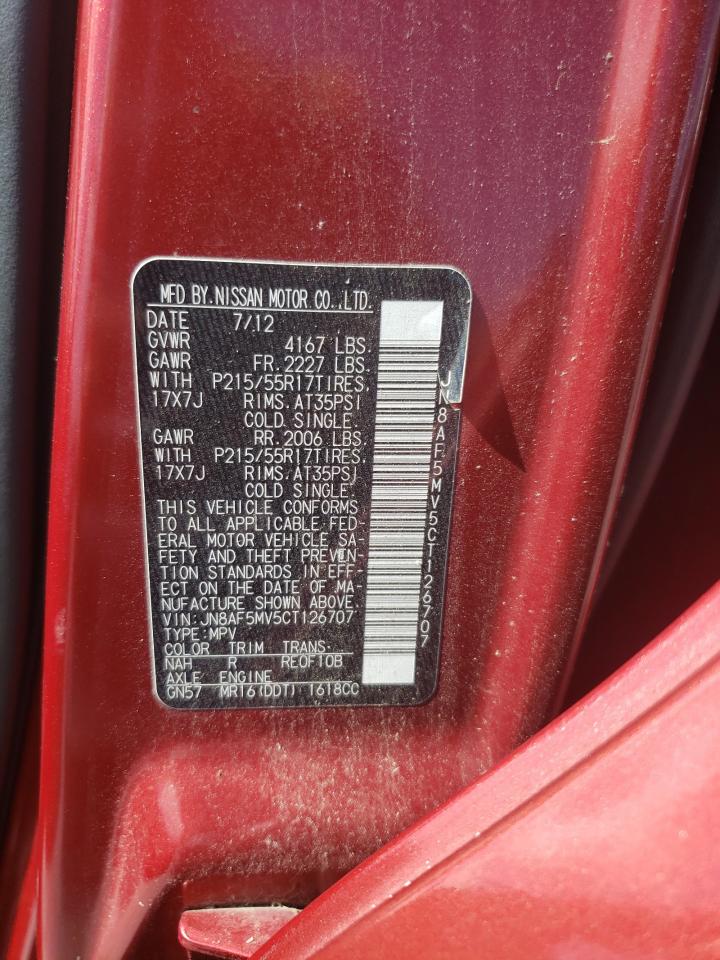 MFD BY.NISSAN MOTOR CO.,LTD.
DATE 7/12
GVWR 4167 LBS.
GAWR FR.2227 LBS.
WITH P215/55R17TIRES,
17X7J RIMS.AT35PSI
COLD SINGLE.
GAWR RR.2006 LBS.
WITH P215/55R17TIRES,
17X7J RIMS.AT35PSI
COLD SINGLE.
THIS VEHICLE CONFORMS
TO ALL APPLICABLE FED-
ERAL MOTOR VEHICLE SA-
FETY AND THEFT PREVEN-
TION STANDARDS IN EFF-
ECT ON THE DATE OF MA-
NUFACTURE SHOWN ABOVE.
VIN:JN8AF5MV5CT126707
TYPE:MPV
COLOR TRIM TRANS-
NAH R RE0F10B
AXLE ENGINE
GN57 MR16(DDT) 1618CC
JN8AF5MV5CT126707